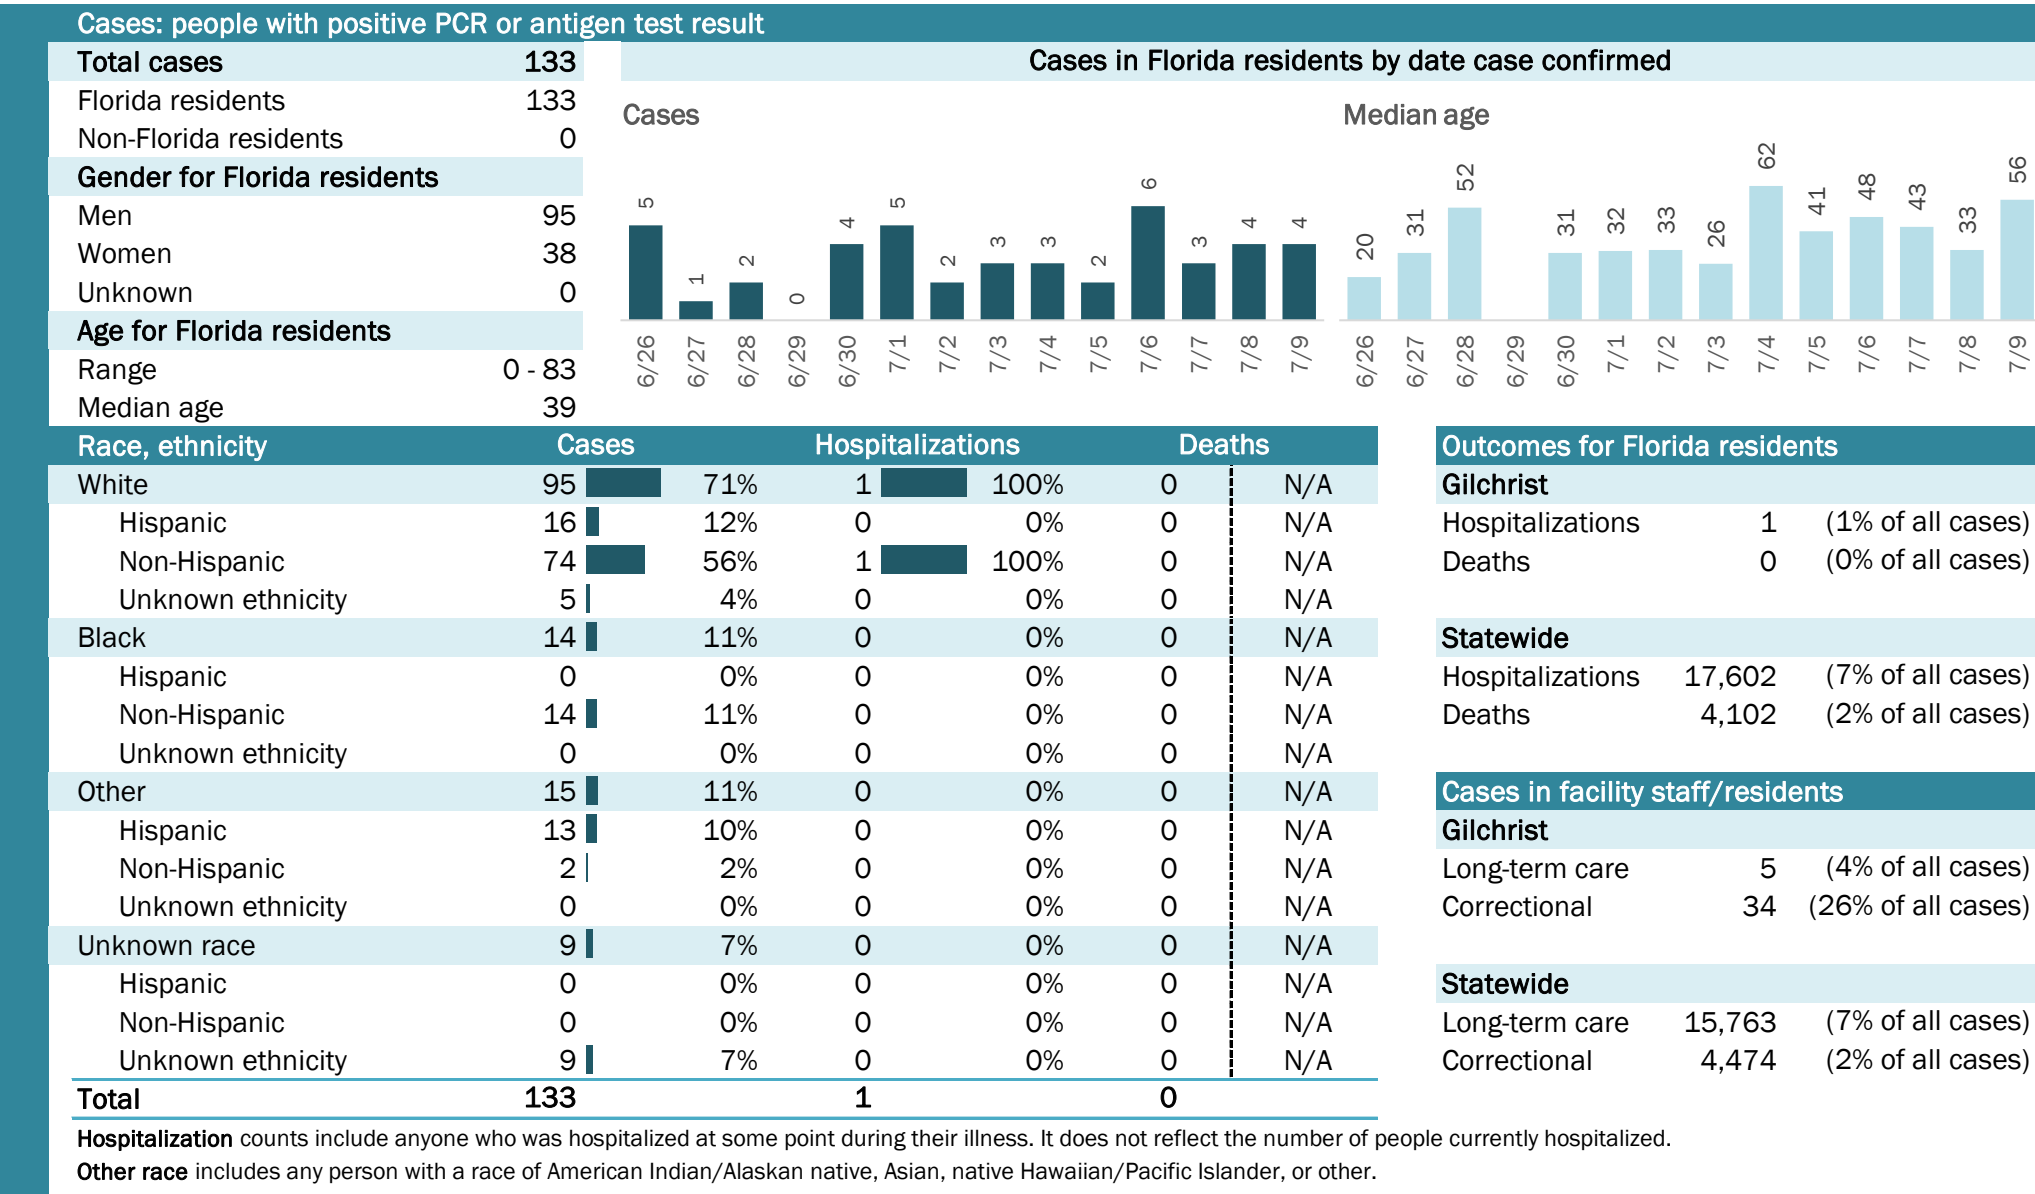 Cases: people with positive PCR or antigen test result
Total cases 133
Florida residents 133
Non-Florida residents 0
Gender for Florida residents
Men 95
Women 38
Unknown 0
Age for Florida residents
Range 0 - 83
Median age 39
Cases in Florida residents by date case confirmed
Cases
5 1 2 0 4 5 2 3 3 2 6 3 4 4
6/26 6/27 6/28 6/29 6/30 7/1 7/2 7/3 7/4 7/5 7/6 7/7 7/8 7/9
Median age
20 31 52 31 32 33 26 62 41 48 43 33 56
6/26 6/27 6/28 6/29 6/30 7/1 7/2 7/3 7/4 7/5 7/6 7/7 7/8 7/9
Race, ethnicity Cases Hospitalizations Deaths
White 95 71% 1 100% 0 N/A
Hispanic 16 12% 0 0% 0 N/A
Non-Hispanic 74 56% 1 100% 0 N/A
Unknown ethnicity 5 4% 0 0% 0 N/A
Black 14 11% 0 0% 0 N/A
Hispanic 0 0% 0 0% 0 N/A
Non-Hispanic 14 11% 0 0% 0 N/A
Unknown ethnicity 0 0% 0 0% 0 N/A
Other 15 11% 0 0% 0 N/A
Hispanic 13 10% 0 0% 0 N/A
Non-Hispanic 2 2% 0 0% 0 N/A
Unknown ethnicity 0 0% 0 0% 0 N/A
Unknown race 9 7% 0 0% 0 N/A
Hispanic 0 0% 0 0% 0 N/A
Non-Hispanic 0 0% 0 0% 0 N/A
Unknown ethnicity 9 7% 0 0% 0 N/A
Total 133 1 0
Outcomes for Florida residents
Gilchrist
Hospitalizations 1 (1% of all cases)
Deaths 0 (0% of all cases)
Statewide
Hospitalizations 17,602 (7% of all cases)
Deaths 4,102 (2% of all cases)
Cases in facility staff/residents
Gilchrist
Long-term care 5 (4% of all cases)
Correctional 34 (26% of all cases)
Statewide
Long-term care 15,763 (7% of all cases)
Correctional 4,474 (2% of all cases)
Hospitalization counts include anyone who was hospitalized at some point during their illness. It does not reflect the number of people currently hospitalized.
Other race includes any person with a race of American Indian/Alaskan native, Asian, native Hawaiian/Pacific Islander, or other.